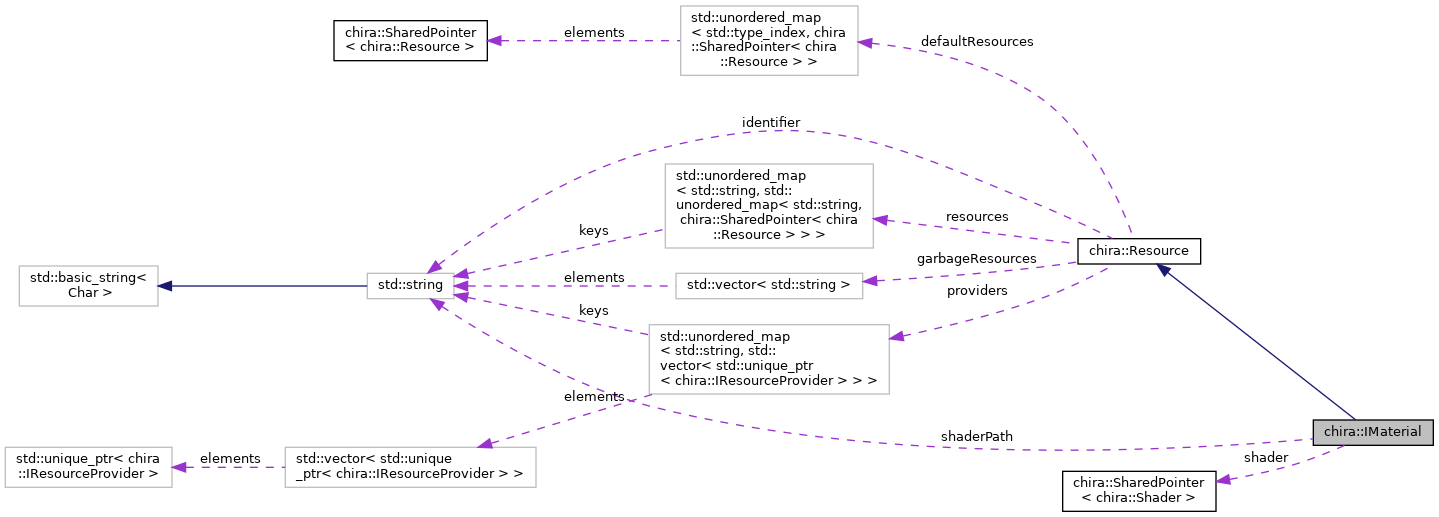 std::unordered_map
< std::type_index, chira
::SharedPointer< chira
::Resource > >
chira::SharedPointer
< chira::Resource >
elements
defaultResources
identifier
std::unordered_map
< std::string, std::
unordered_map< std::string,
chira::SharedPointer< chira
::Resource > > >
resources
keys
chira::Resource
garbageResources
std::basic_string<
Char >
std::string
elements
std::vector< std::string >
providers
keys
std::unordered_map
< std::string, std::
vector< std::unique_ptr
< chira::IResourceProvider > > >
elements
chira::IMaterial
shaderPath
shader
std::unique_ptr< chira
::IResourceProvider >
elements
std::vector< std::unique
_ptr< chira::IResourceProvider > >
chira::SharedPointer
< chira::Shader >